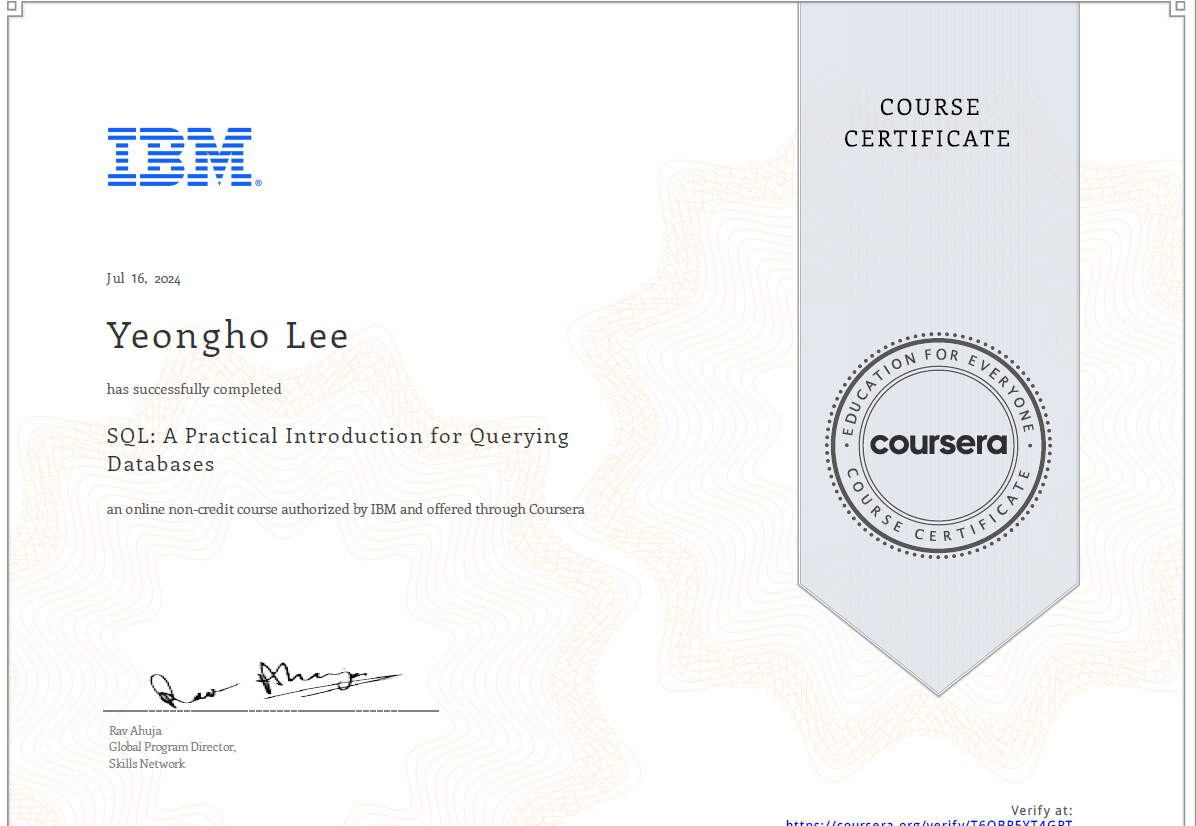 COURSE
CERTIFICATE
IBM®
Jul 16, 2024
Yeongho Lee
has successfully completed
SQL: A Practical Introduction for Querying
Databases
an online non-credit course authorized by IBM and offered through Coursera
EDUCATION FOR EVERYONE
coursera
COURSE CERTIFICATE
Rav Ahuja
Global Program Director,
Skills Network
Verify at: